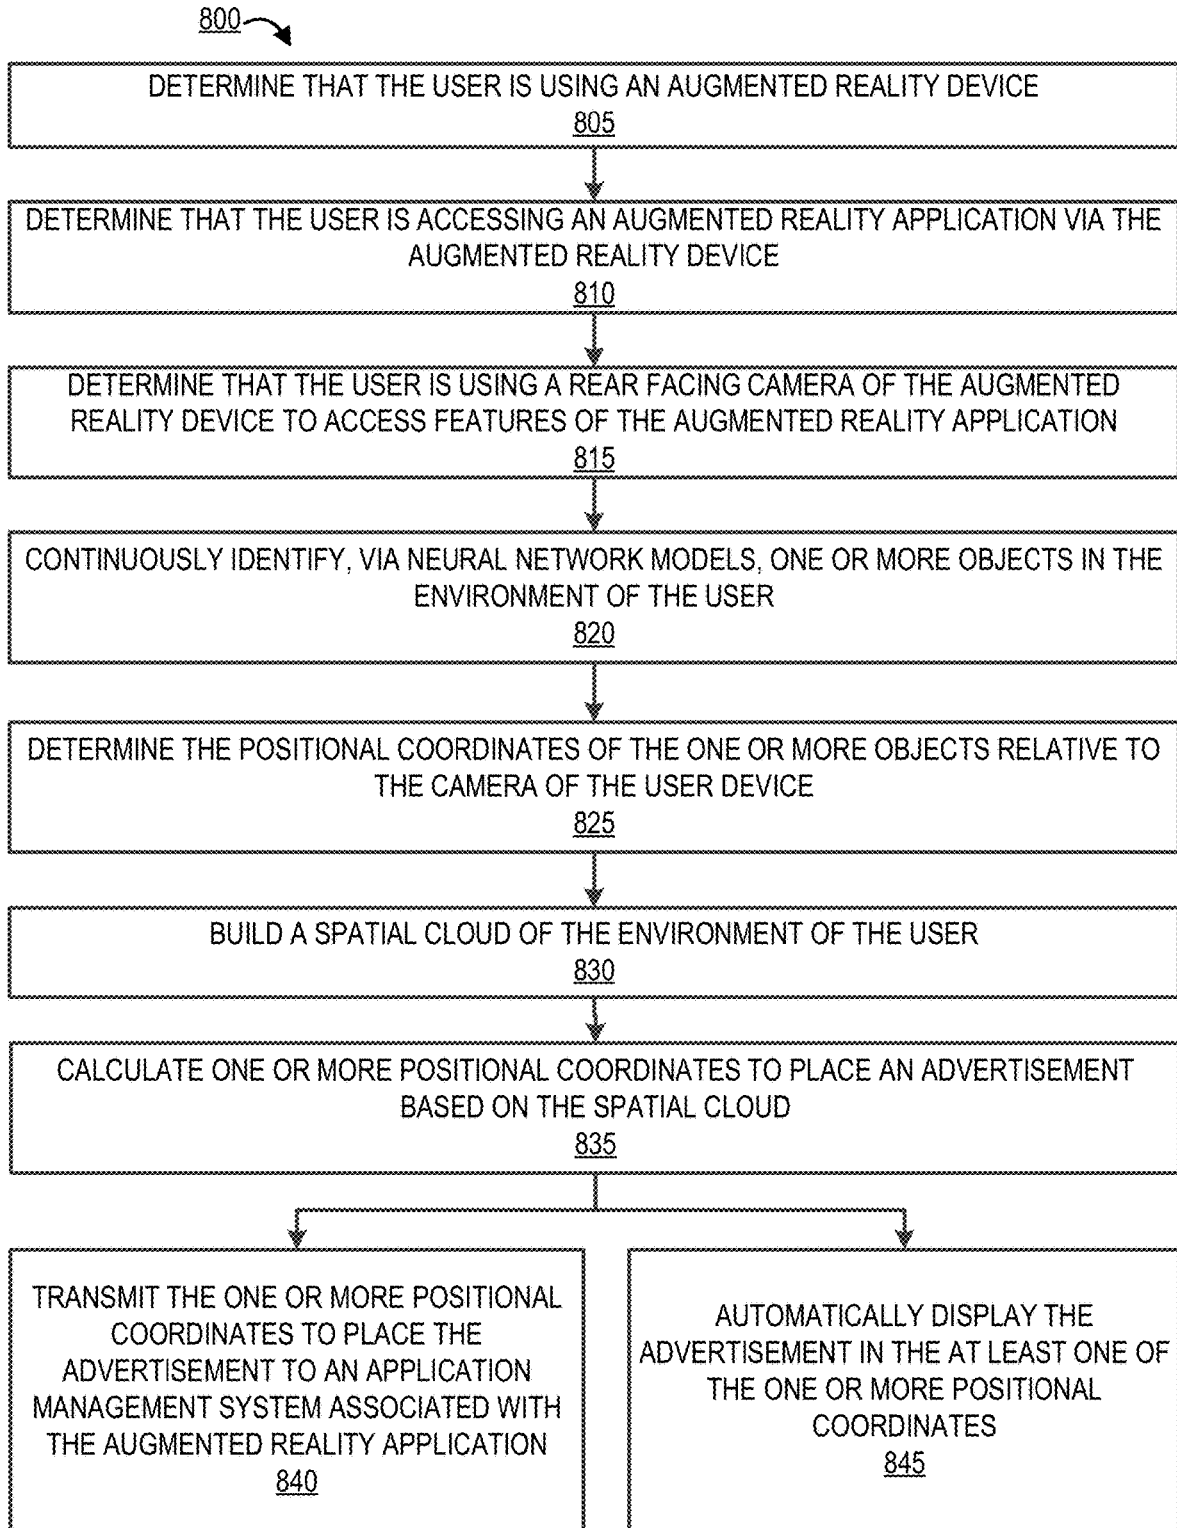 800
DETERMINE THAT THE USER IS USING AN AUGMENTED REALITY DEVICE
805
DETERMINE THAT THE USER IS ACCESSING AN AUGMENTED REALITY APPLICATION VIA THE
AUGMENTED REALITY DEVICE
810
DETERMINE THAT THE USER IS USING A REAR FACING CAMERA OF THE AUGMENTED
REALITY DEVICE TO ACCESS FEATURES OF THE AUGMENTED REALITY APPLICATION
815
CONTINUOUSLY IDENTIFY, VIA NEURAL NETWORK MODELS, ONE OR MORE OBJECTS IN THE
ENVIRONMENT OF THE USER
820
DETERMINE THE POSITIONAL COORDINATES OF THE ONE OR MORE OBJECTS RELATIVE TO
THE CAMERA OF THE USER DEVICE
825
BUILD A SPATIAL CLOUD OF THE ENVIRONMENT OF THE USER
830
CALCULATE ONE OR MORE POSITIONAL COORDINATES TO PLACE AN ADVERTISEMENT
BASED ON THE SPATIAL CLOUD
835
TRANSMIT THE ONE OR MORE POSITIONAL
COORDINATES TO PLACE THE
ADVERTISEMENT TO AN APPLICATION
MANAGEMENT SYSTEM ASSOCIATED WITH
THE AUGMENTED REALITY APPLICATION
840
AUTOMATICALLY DISPLAY THE
ADVERTISEMENT IN THE AT LEAST ONE OF
THE ONE OR MORE POSITIONAL
COORDINATES
845